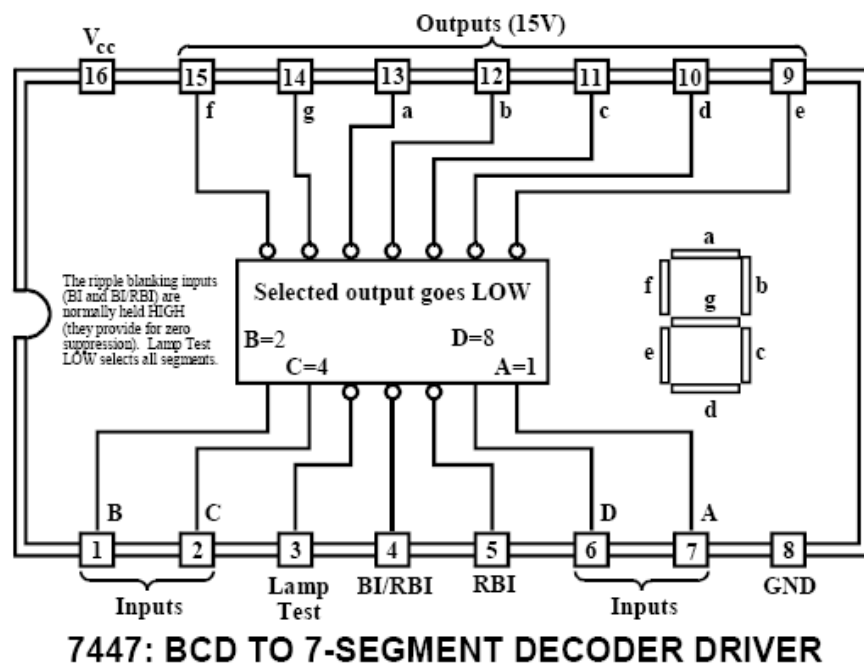 Outputs (15V)
Vcc
16 15 14 13 12 11 10 9
f g a b c d e
The ripple blanking inputs
(BI and BI/RBI) are
normally held HIGH
(they provide for zero
suppression). Lamp Test
LOW selects all segments.
Selected output goes LOW
B=2 D=8
C=4 A=1
a
f b
g
e c
d
B C D A
1 2 3 4 5 6 7 8
Inputs Lamp Test BI/RBI RBI Inputs GND
7447: BCD TO 7-SEGMENT DECODER DRIVER